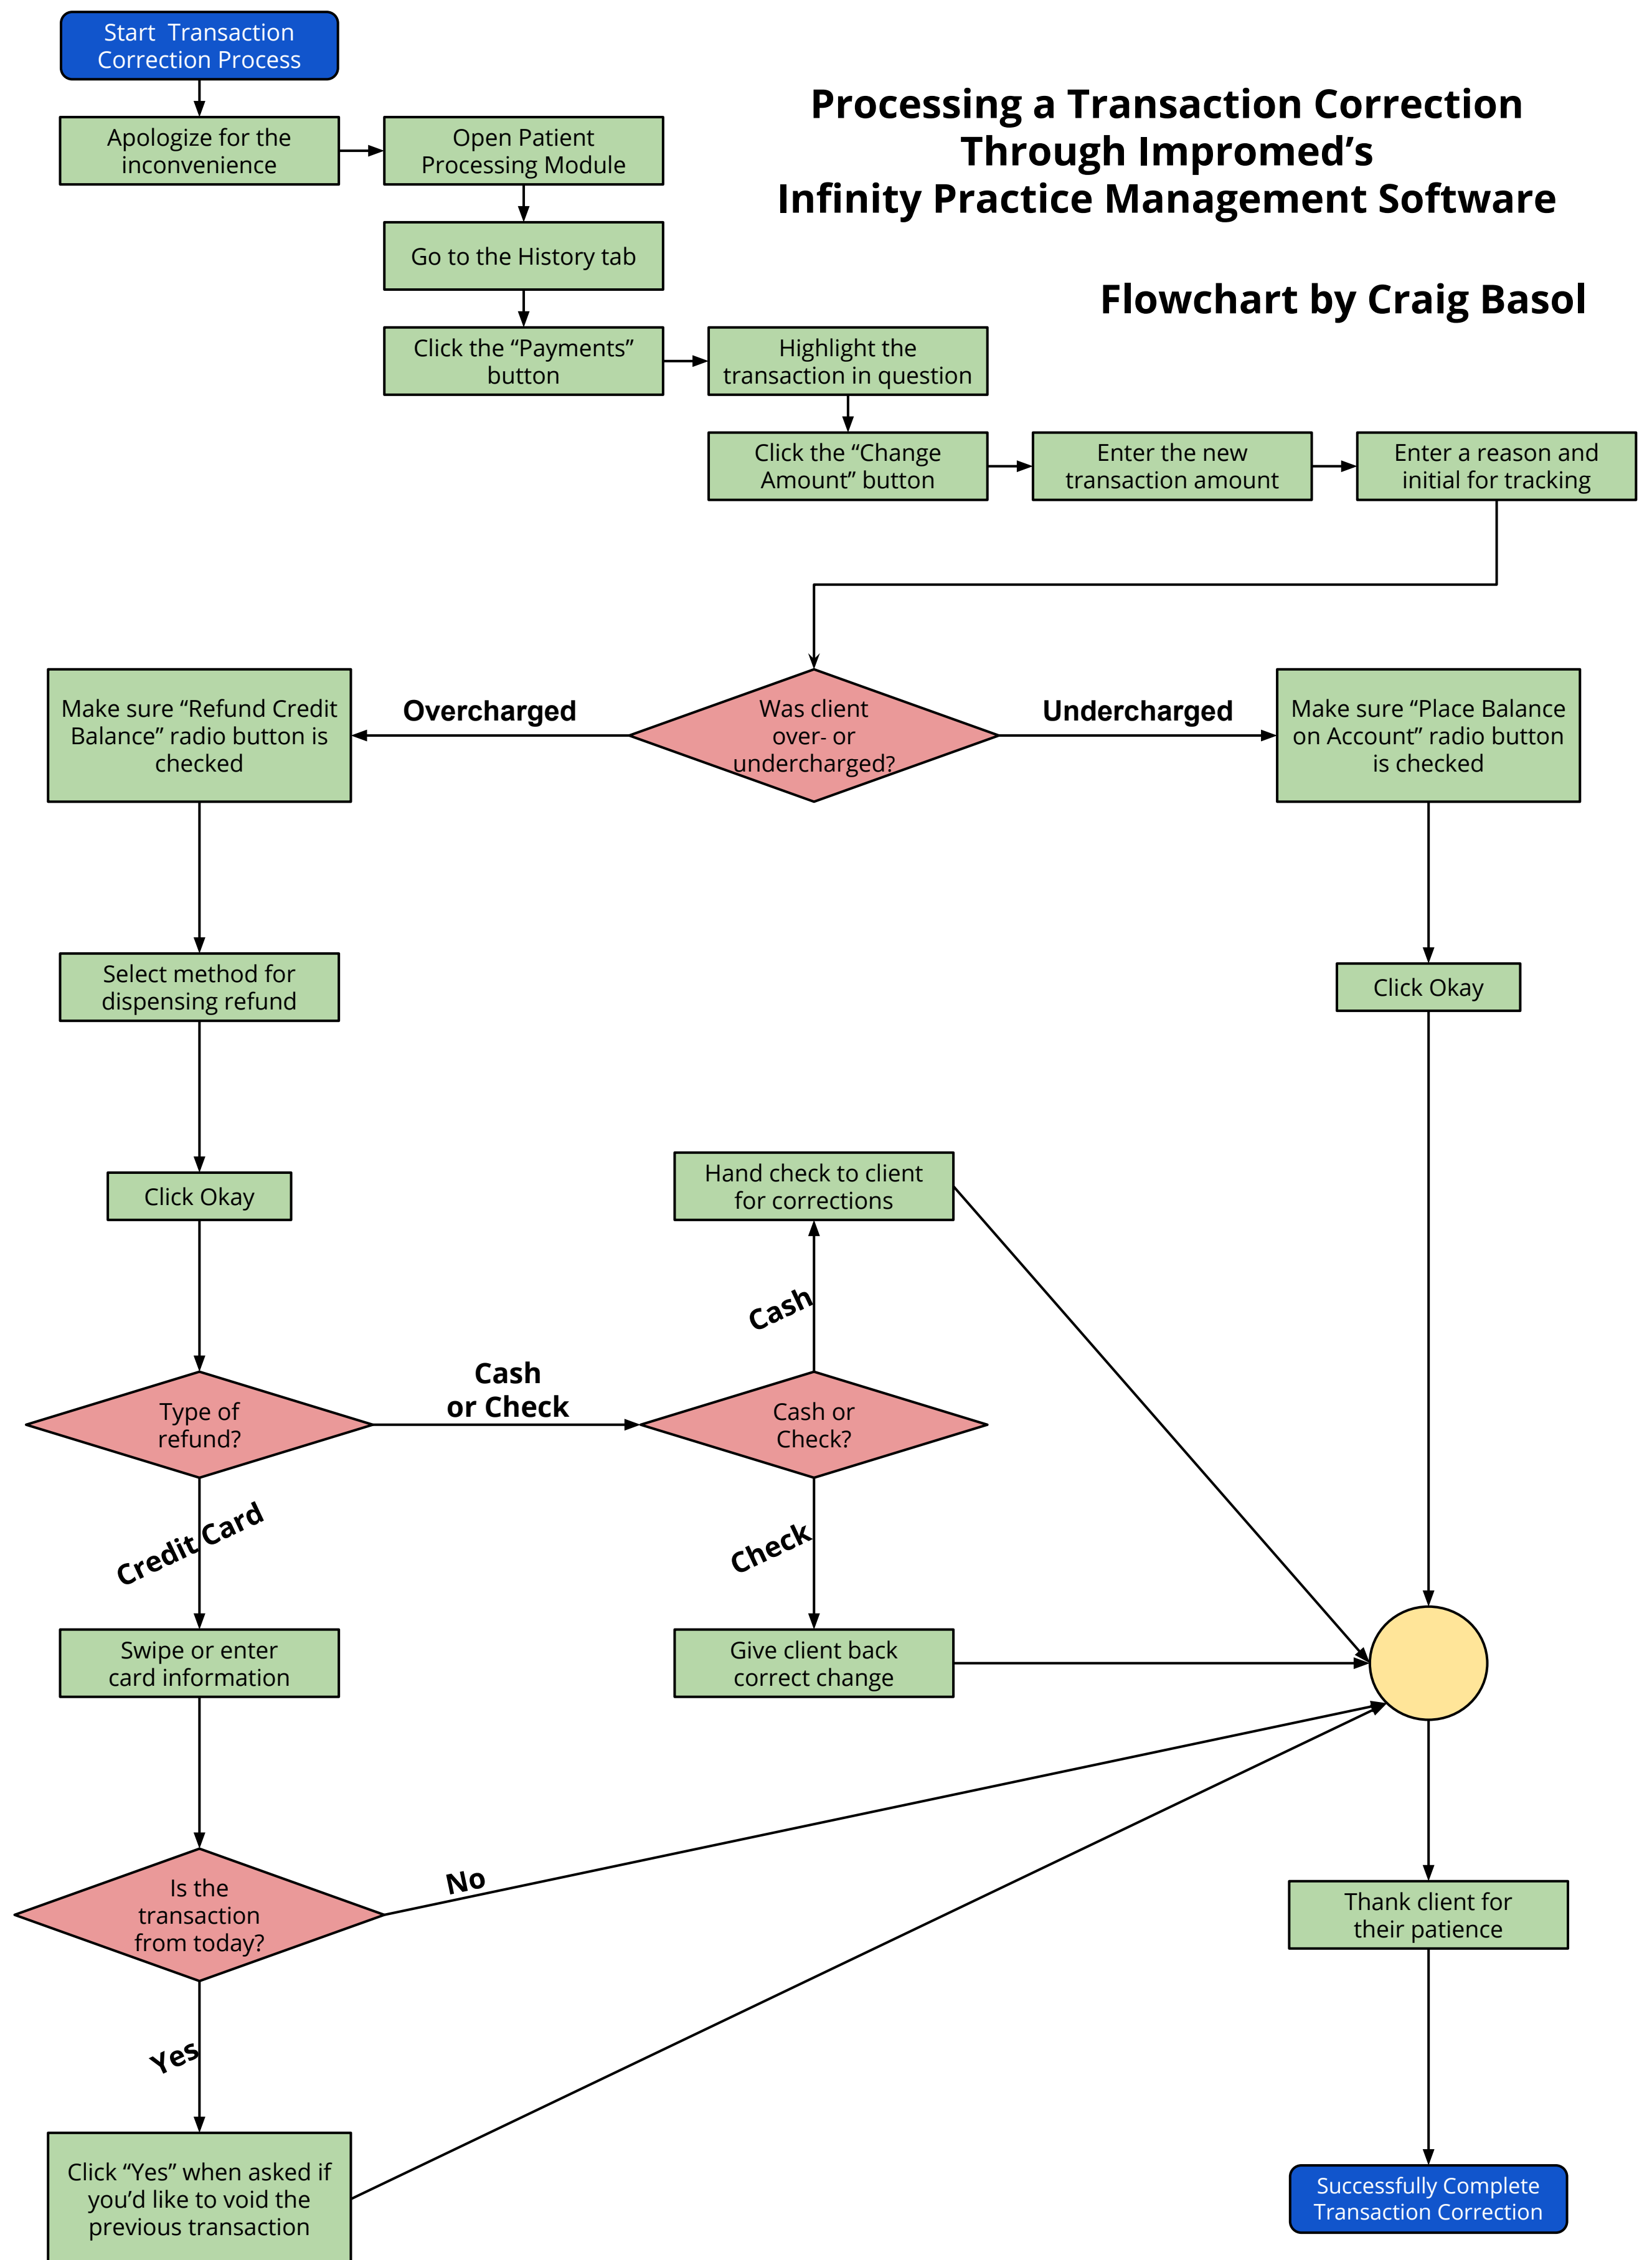 Start  Transaction
Correction Process
Processing a Transaction Correction
Through Impromed’s
Infinity Practice Management Software
Flowchart by Craig Basol
Apologize for the
inconvenience
Open Patient
Processing Module
Go to the History tab
Click the “Payments”
button
Highlight the
transaction in question
Click the “Change
Amount” button
Enter the new
transaction amount
Enter a reason and
initial for tracking
Was client
over- or
undercharged?
Overcharged
Make sure “Refund Credit
Balance” radio button is
checked
Undercharged
Make sure “Place Balance
on Account” radio button
is checked
Select method for
dispensing refund
Click Okay
Click Okay
Type of
refund?
Cash
or Check
Cash or
Check?
Cash
Hand check to client
for corrections
Check
Give client back
correct change
Credit Card
Swipe or enter
card information
Is the
transaction
from today?
No
Yes
Click “Yes” when asked if
you’d like to void the
previous transaction
Thank client for
their patience
Successfully Complete
Transaction Correction